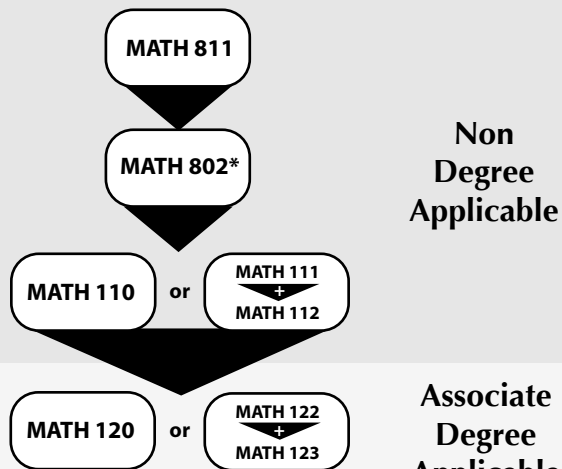 MATH 811
Non
Degree
Applicable
MATH 802*
MATH 110 or MATH 111
+
MATH 112
Associate
Degree
Applicable
MATH 120 or MATH 122
+
MATH 123